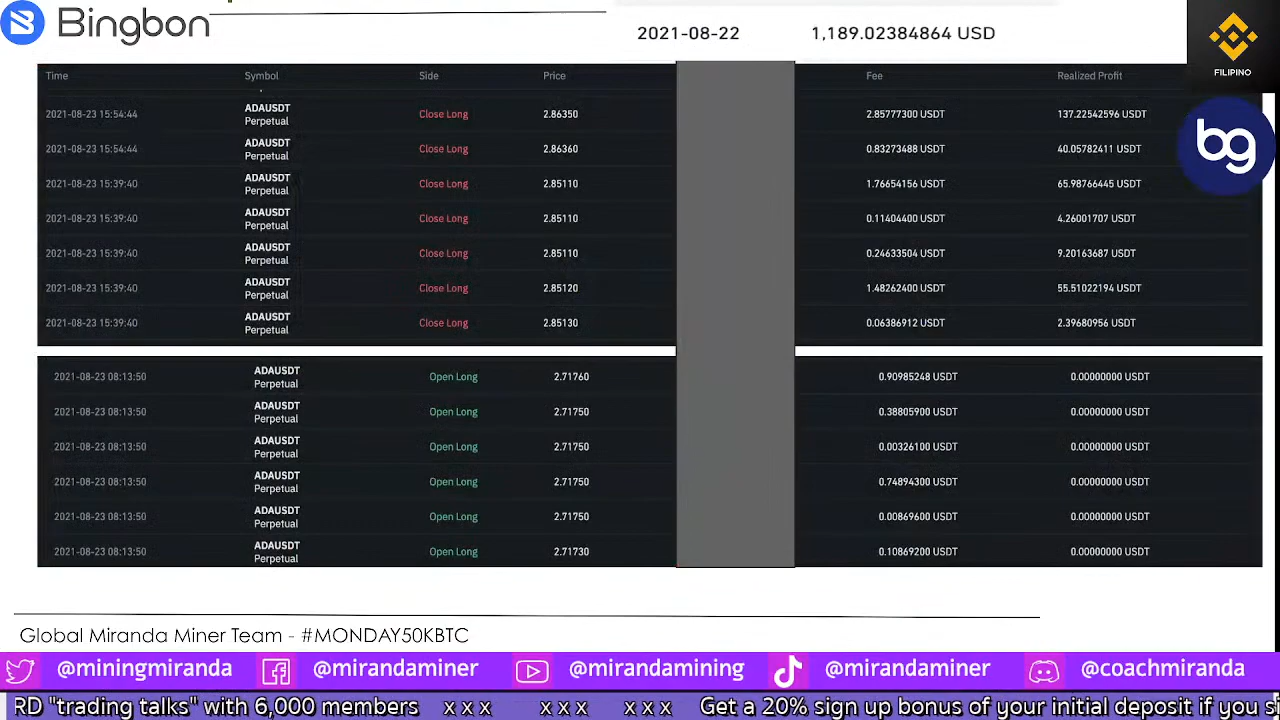 Bingbon
2021-08-22 1,189.02384864 USD
FILIPINO
bg
Time Symbol Side Price Fee Realized Profit
2021-08-23 15:54:44 ADAUSDT Perpetual Close Long 2.86350 2.85777300 USDT 137.22542596 USDT
2021-08-23 15:54:44 ADAUSDT Perpetual Close Long 2.86360 0.83273488 USDT 40.05782411 USDT
2021-08-23 15:39:40 ADAUSDT Perpetual Close Long 2.85110 1.76654156 USDT 65.98766445 USDT
2021-08-23 15:39:40 ADAUSDT Perpetual Close Long 2.85110 0.11404400 USDT 4.26001707 USDT
2021-08-23 15:39:40 ADAUSDT Perpetual Close Long 2.85110 0.24633504 USDT 9.20163687 USDT
2021-08-23 15:39:40 ADAUSDT Perpetual Close Long 2.85120 1.48262400 USDT 55.51022194 USDT
2021-08-23 15:39:40 ADAUSDT Perpetual Close Long 2.85130 0.06386912 USDT 2.39680956 USDT
2021-08-23 08:13:50 ADAUSDT Perpetual Open Long 2.71760 0.90985248 USDT 0.00000000 USDT
2021-08-23 08:13:50 ADAUSDT Perpetual Open Long 2.71750 0.38805900 USDT 0.00000000 USDT
2021-08-23 08:13:50 ADAUSDT Perpetual Open Long 2.71750 0.00326100 USDT 0.00000000 USDT
2021-08-23 08:13:50 ADAUSDT Perpetual Open Long 2.71750 0.74894300 USDT 0.00000000 USDT
2021-08-23 08:13:50 ADAUSDT Perpetual Open Long 2.71750 0.00869600 USDT 0.00000000 USDT
2021-08-23 08:13:50 ADAUSDT Perpetual Open Long 2.71730 0.10869200 USDT 0.00000000 USDT
Global Miranda Miner Team - #MONDAY50KBTC
@miningmiranda @mirandaminer @mirandamining @mirandaminer @coachmiranda
RD "trading talks" with 6,000 members x x x x x x x x x Get a 20% sign up bonus of your initial deposit if you s